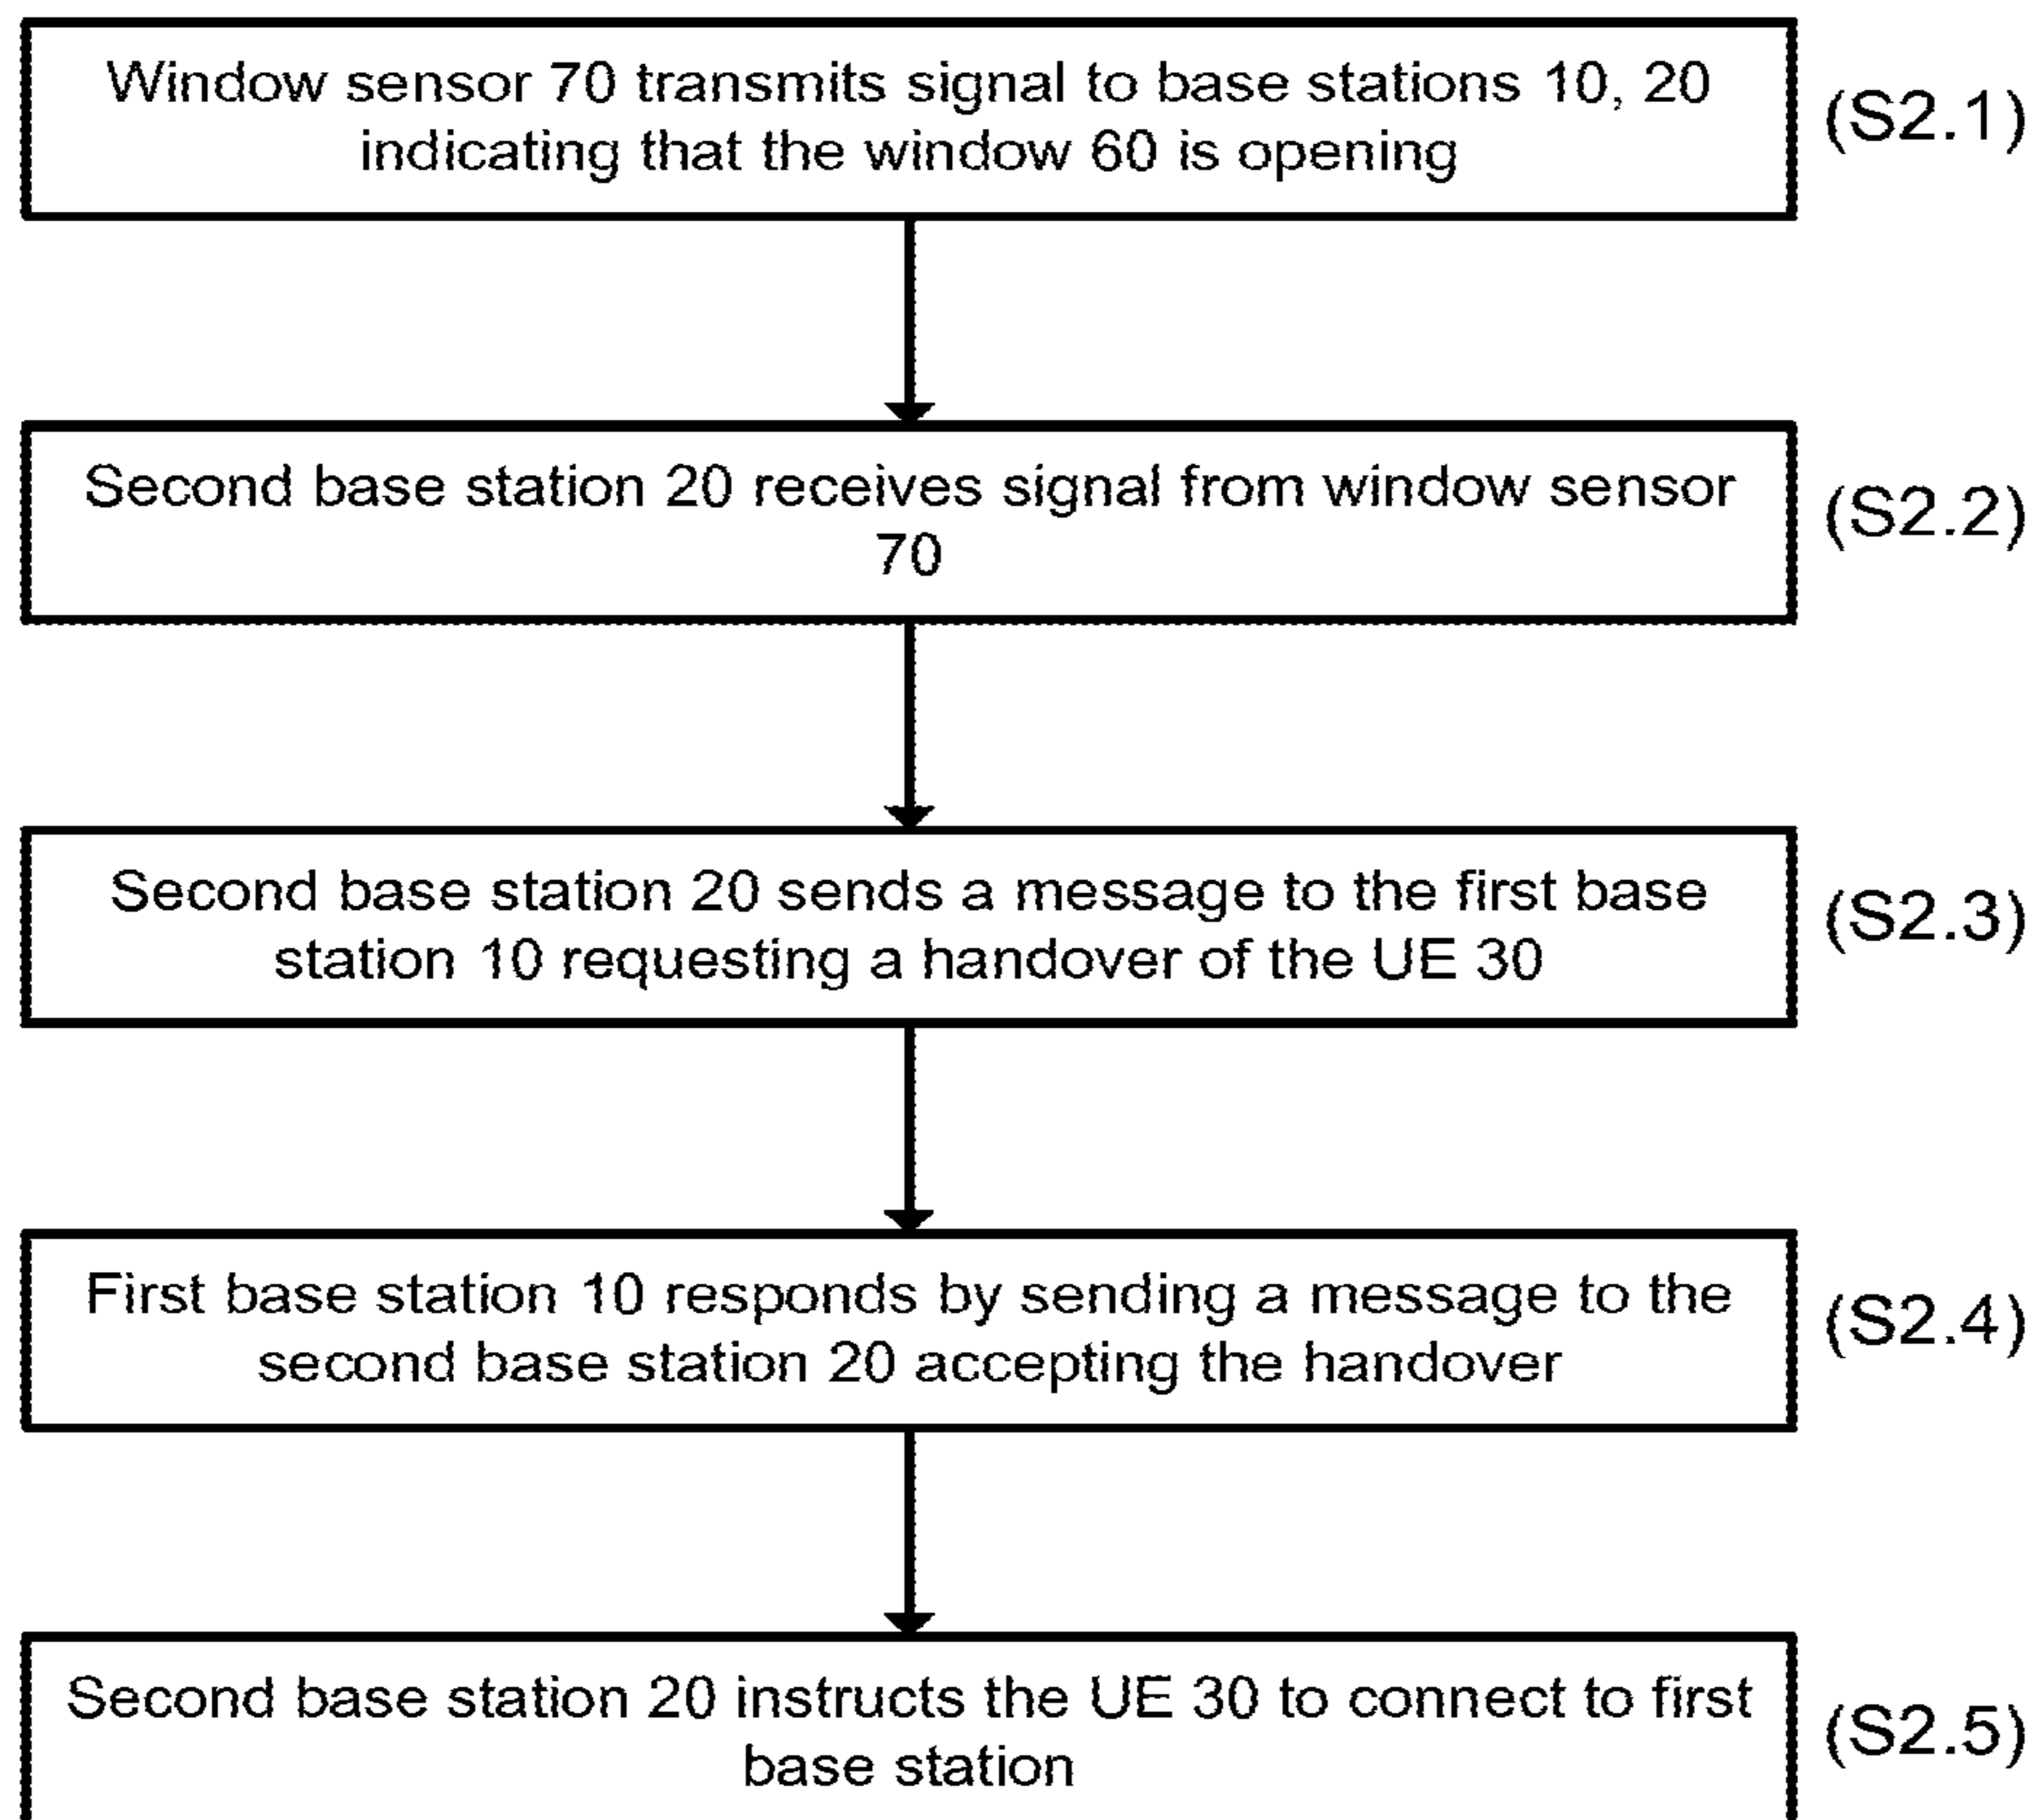 Window sensor 70 transmits signal to base stations 10, 20
indicating that the window 60 is opening
(S2.1)
Second base station 20 receives signal from window sensor
70
(S2.2)
Second base station 20 sends a message to the first base
station 10 requesting a handover of the UE 30
(S2.3)
First base station 10 responds by sending a message to the
second base station 20 accepting the handover
(S2.4)
Second base station 20 instructs the UE 30 to connect to first
base station
(S2.5)